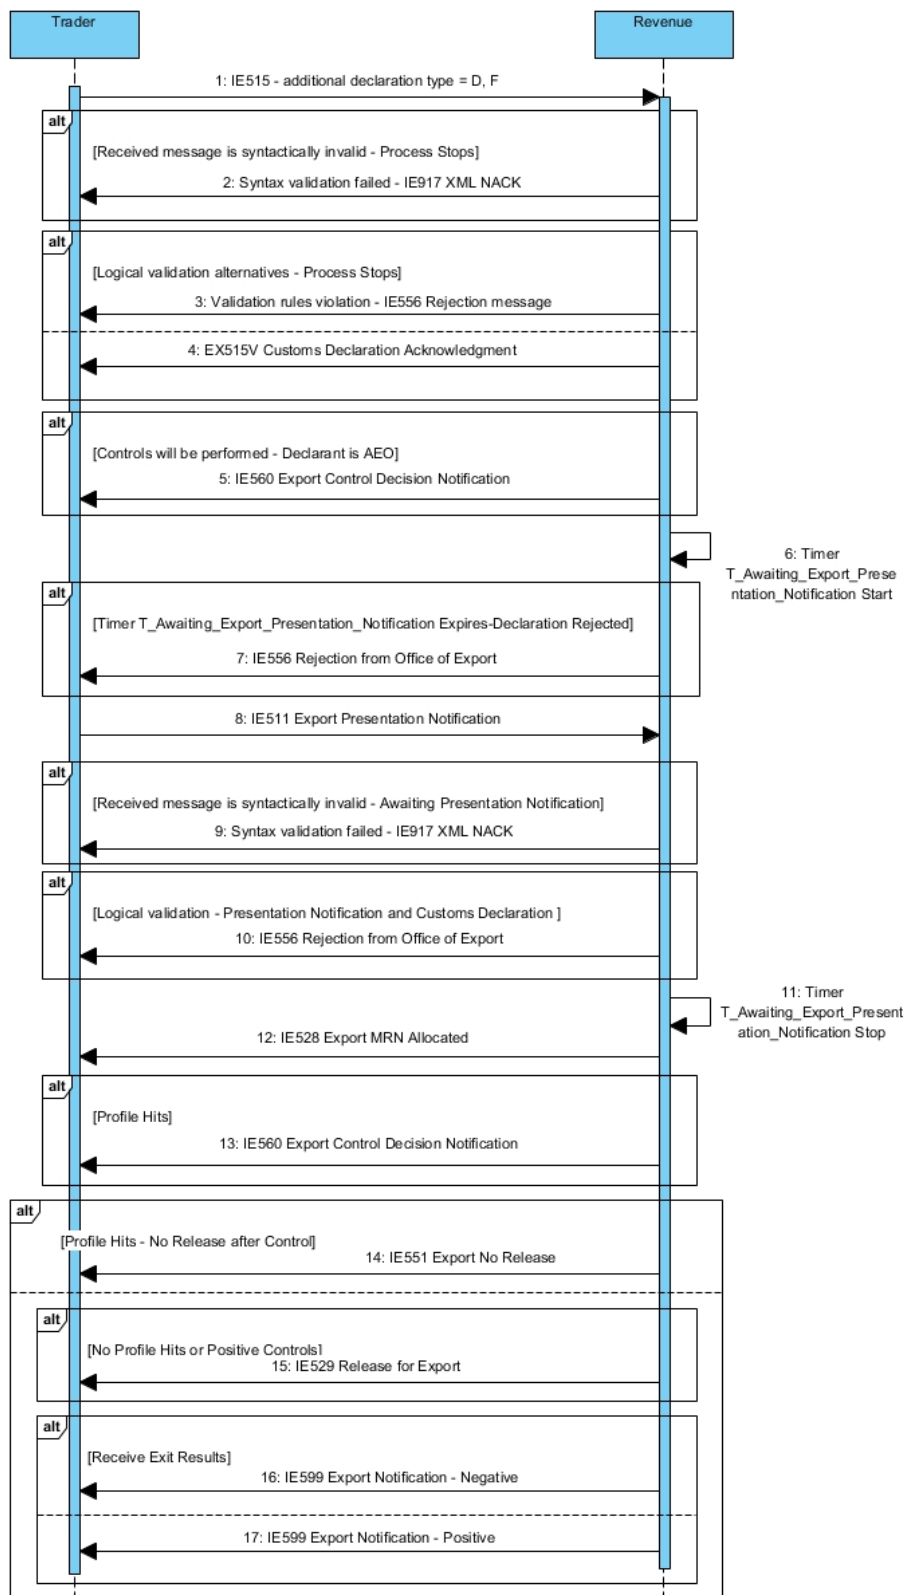 Trader
Revenue
1: IE515 - additional declaration type = D, F
alt
[Received message is syntactically invalid - Process Stops]
2: Syntax validation failed - IE917 XML NACK
alt
[Logical validation alternatives - Process Stops]
3: Validation rules violation - IE556 Rejection message
4: EX515V Customs Declaration Acknowledgment
alt
[Controls will be performed - Declarant is AEO]
5: IE560 Export Control Decision Notification
6: Timer
T_Awaiting_Export_Prese
ntation_Notification Start
alt
[Timer T_Awaiting_Export_Presentation_Notification Expires-Declaration Rejected]
7: IE556 Rejection from Office of Export
8: IE511 Export Presentation Notification
alt
[Received message is syntactically invalid - Awaiting Presentation Notification]
9: Syntax validation failed - IE917 XML NACK
alt
[Logical validation - Presentation Notification and Customs Declaration ]
10: IE556 Rejection from Office of Export
11: Timer
T_Awaiting_Export_Present
ation_Notification Stop
12: IE528 Export MRN Allocated
alt
[Profile Hits]
13: IE560 Export Control Decision Notification
alt
[Profile Hits - No Release after Control]
14: IE551 Export No Release
alt
[No Profile Hits or Positive Controls]
15: IE529 Release for Export
alt
[Receive Exit Results]
16: IE599 Export Notification - Negative
17: IE599 Export Notification - Positive